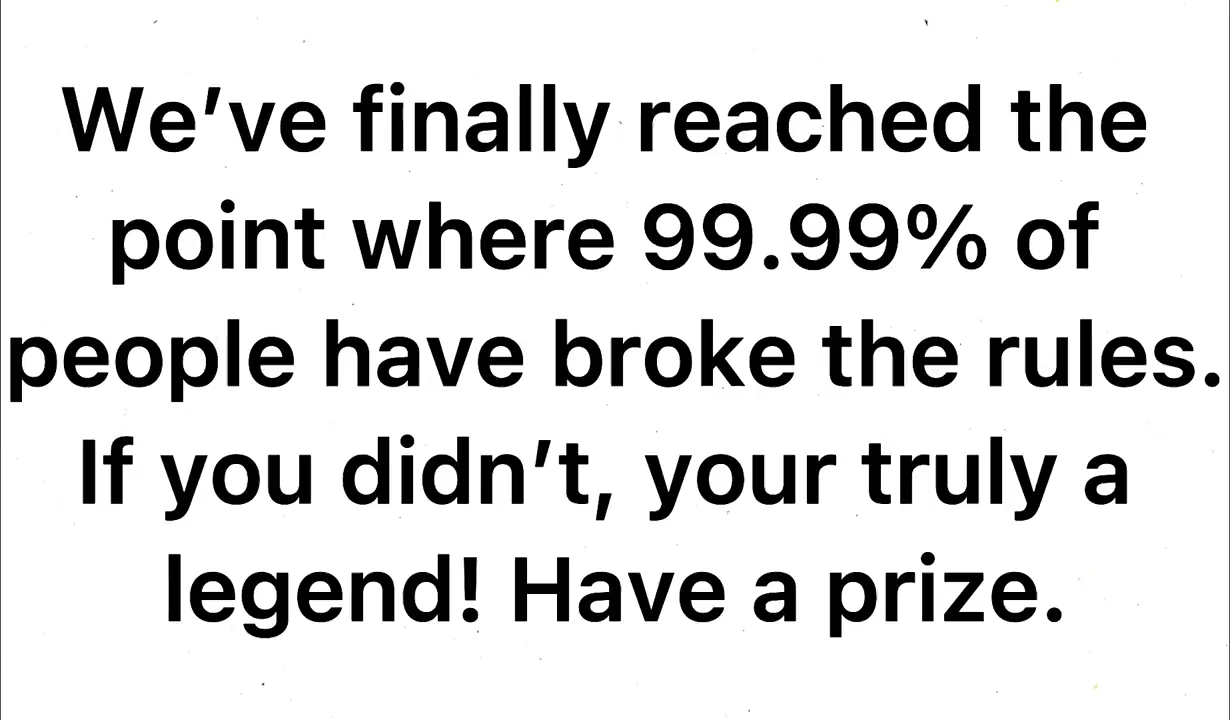 We’ve finally reached the
point where 99.99% of
people have broke the rules.
If you didn’t, your truly a
legend! Have a prize.